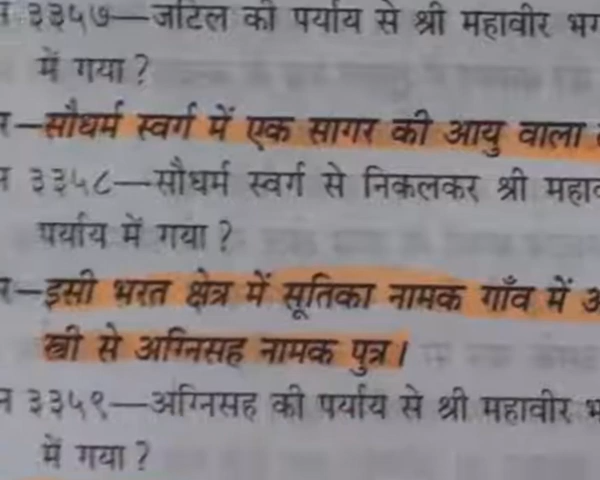 ३३५७—जटिल की पर्याय से श्री महावीर
में गया ?
—सौधर्म स्वर्ग में एक सागर की आयु वाला
३३५८—सौधर्म स्वर्ग से निकलकर श्री
पर्याय में गया ?
—इसी भरत क्षेत्र में सूतिका नामक गाँव में
स्त्री से अग्निसह नामक पुत्र।
३३५९—अग्निसह की पर्याय से श्री महावीर
में गया ?